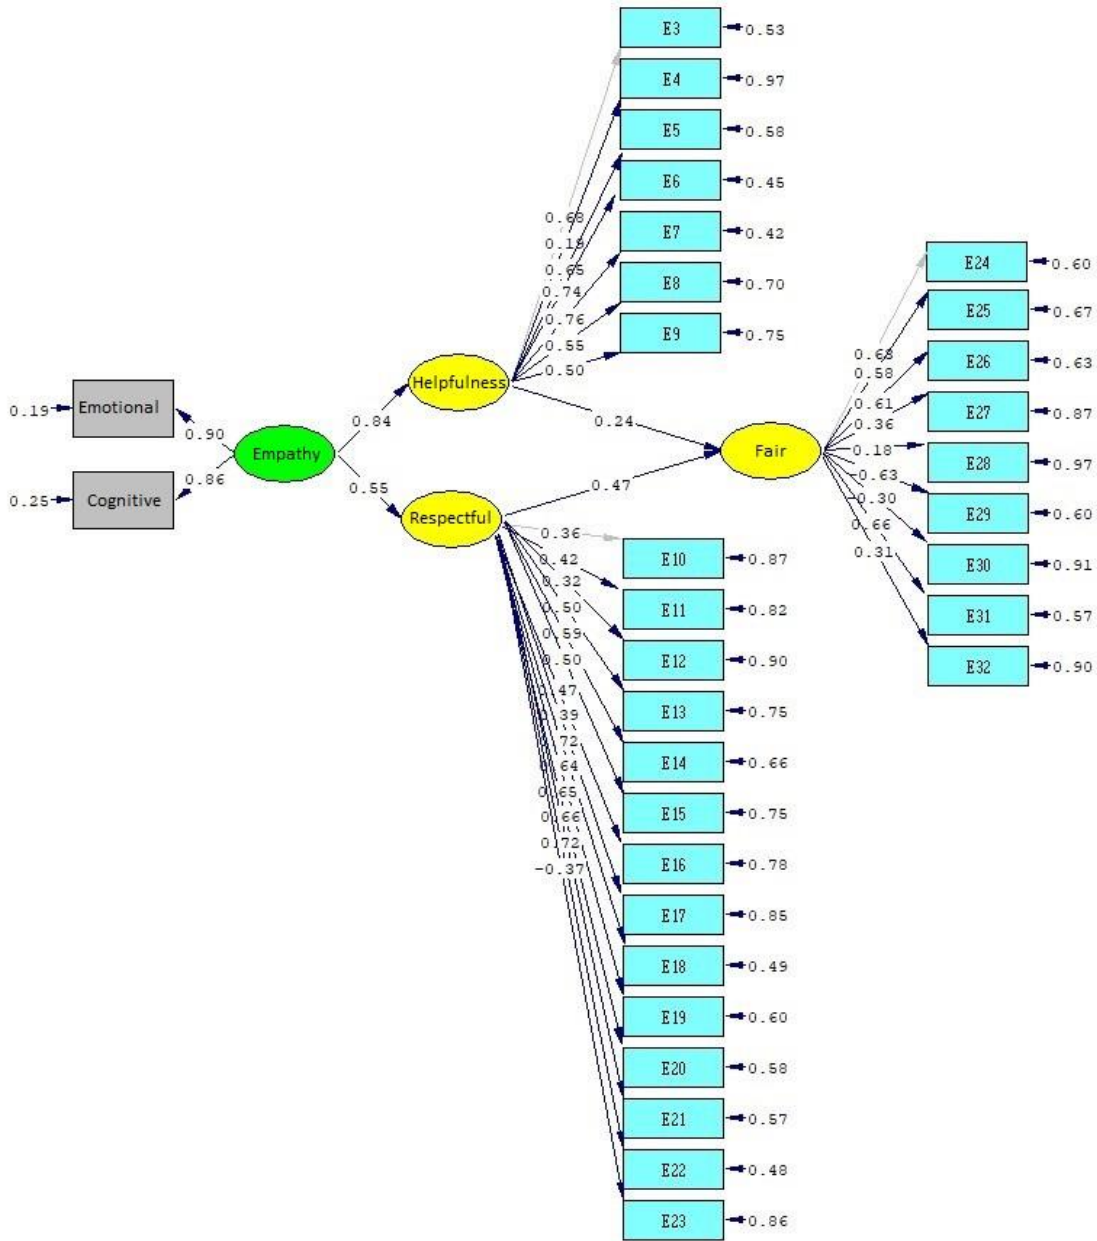 E3
0.53
E4
0.97
E5
0.58
E6
0.45
E7
0.42
E8
0.70
E9
0.75
0.68
0.19
0.65
0.74
0.76
0.55
0.50
E24
0.60
E25
0.67
E26
0.63
E27
0.87
E28
0.97
E29
0.60
E30
0.91
E31
0.57
E32
0.90
0.68
0.58
0.61
0.36
0.18
-0.63
-0.30
0.66
0.31
0.19
Emotional
0.90
0.25
Cognitive
0.86
Empathy
0.84
0.55
Helpfulness
0.24
Respectful
0.47
Fair
0.36
0.42
0.32
0.50
0.59
0.50
0.47
0.39
0.72
0.64
0.65
0.66
0.72
-0.37
E10
0.87
E11
0.82
E12
0.90
E13
0.75
E14
0.66
E15
0.75
E16
0.78
E17
0.85
E18
0.49
E19
0.60
E20
0.58
E21
0.57
E22
0.48
E23
0.86